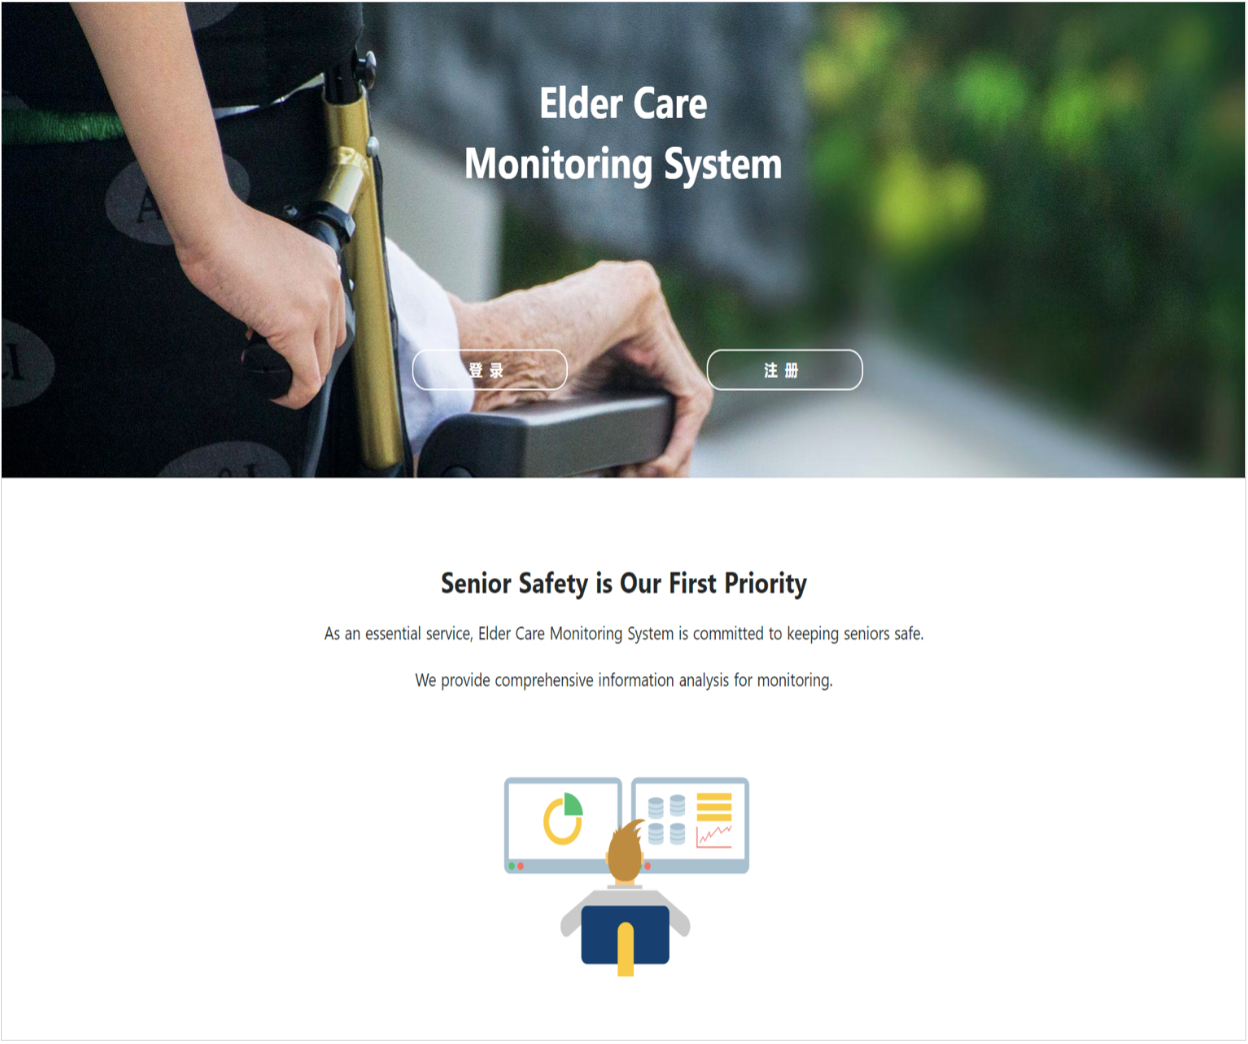 Elder Care
Monitoring System
登 录
注 册
Senior Safety is Our First Priority
As an essential service, Elder Care Monitoring System is committed to keeping seniors safe.
We provide comprehensive information analysis for monitoring.